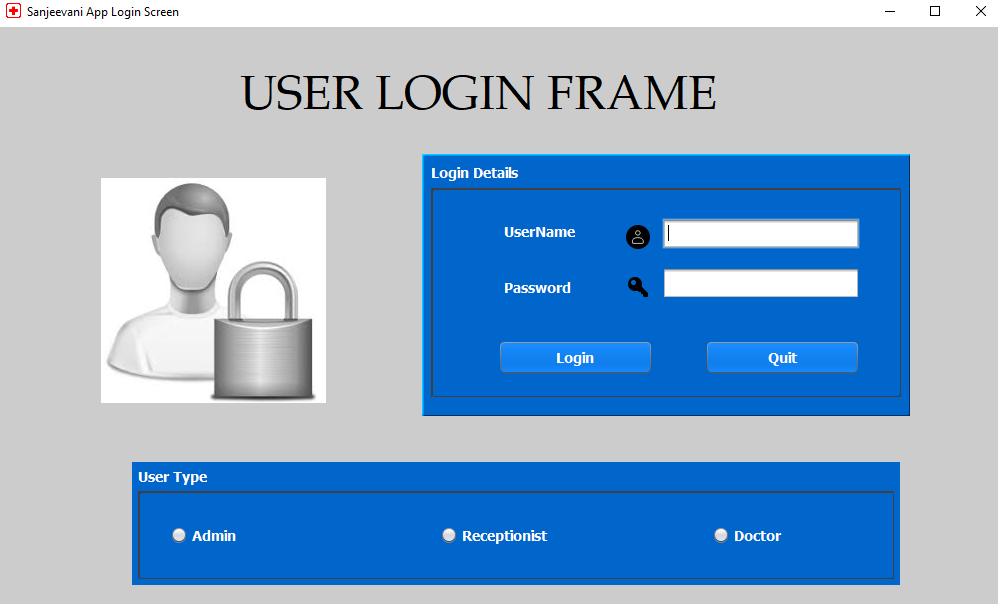 Sanjeevani App Login Screen
USER LOGIN FRAME
Login Details
UserName
Password
Login Quit
User Type
Admin Receptionist Doctor